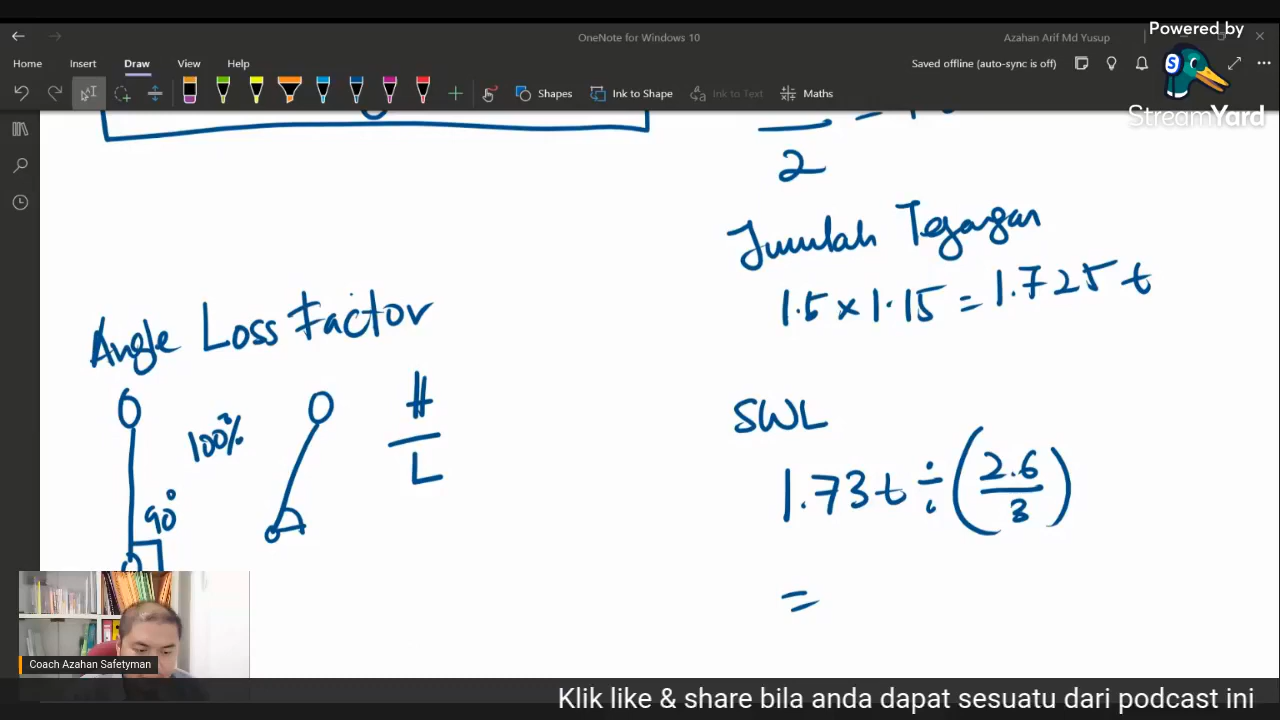 OneNote for Windows 10
Azahan Arif Md Yusup
Powered by
StreamYard
Home Insert Draw View Help
Saved offline (auto-sync is off)
Shapes
Ink to Shape
Ink to Text
Maths
2
Jumlah Tegangan
1.5 x 1.15 = 1.725 t
Angle Loss Factor
100%
90°
H
L
SWL
1.73 t ÷ (2.6/3)
=
Coach Azahan Safetyman
Klik like & share bila anda dapat sesuatu dari podcast ini